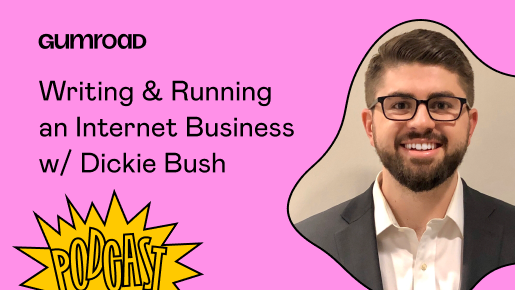 GUMROAD
Writing & Running
an Internet Business
w/ Dickie Bush
PODCAST